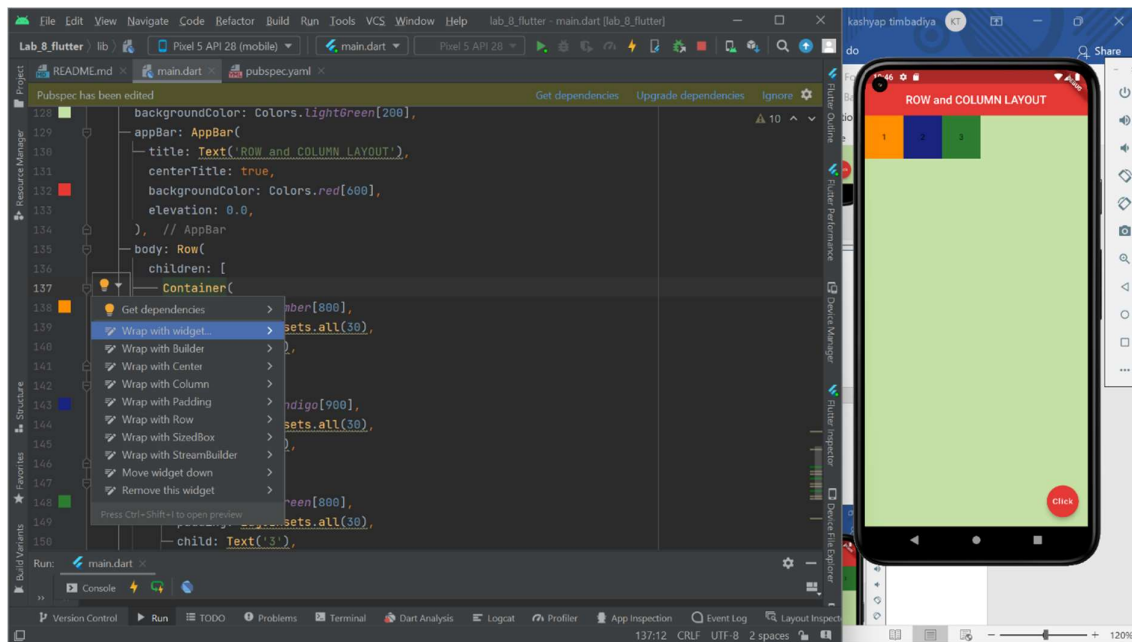 File Edit View Navigate Code Refactor Build Run Tools VCS Window Help lab_8_flutter - main.dart [lab_8_flutter]
Lab_8_flutter lib Pixel 5 API 28 (mobile) main.dart Pixel 5 API 28
README.md main.dart pubspec.yaml
Pubspec has been edited Get dependencies Upgrade dependencies Ignore
128 backgroundColor: Colors.lightGreen[200],
10
129 appBar: AppBar(
130 title: Text('ROW and COLUMN LAYOUT'),
131 centerTitle: true,
132 backgroundColor: Colors.red[600],
133 elevation: 0.0,
134 ), // AppBar
135 body: Row(
136 children: [
137 Container(
138 mber[800],
139 sets.all(30),
140 ),
141
142
143 ndigo[900],
144 sets.all(30),
145 ),
146
147
148 reen[800],
149 sets.all(30),
150 child: Text('3'),
Get dependencies
Wrap with widget...
Wrap with Builder
Wrap with Center
Wrap with Column
Wrap with Padding
Wrap with Row
Wrap with SizedBox
Wrap with StreamBuilder
Move widget down
Remove this widget
Press Ctrl+Shift+I to open preview
Project
Resource Manager
Structure
Favorites
Build Variants
Flutter Outline
Flutter Performance
Device Manager
Flutter Inspector
Device File Explorer
Run: main.dart
Console
Version Control Run TODO Problems Terminal Dart Analysis Logcat Profiler App Inspection Event Log Layout Inspect
137:12 CRLF UTF-8 2 spaces
kashyap timbadiya KT
do
Share
ROW and COLUMN LAYOUT
1 2 3
Click
120%